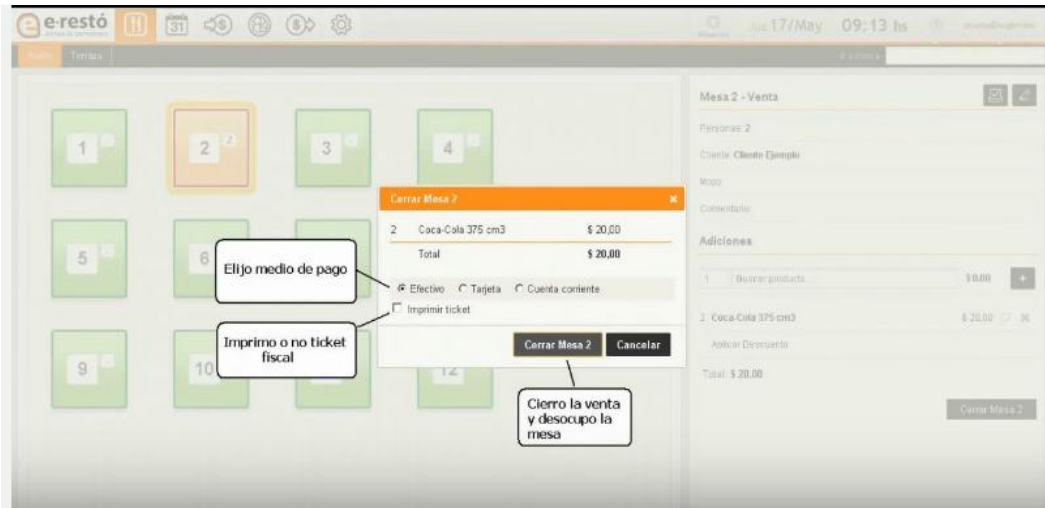 e-restó
31
17/May 09:13 hs
Terraza
Mesa 2 - Venta
Personas: 2
Cliente: Cliente Ejemplo
Mozo
Comentario
Adiciones
1 Buscar producto $ 0.00 +
2 Coca-Cola 375 cm3 $ 20,00
Aplicar Descuento
Total: $ 20,00
Cerrar Mesa 2
1
2
2
3
4
5
6
9
10
12
Cerrar Mesa 2
2 Coca-Cola 375 cm3 $ 20,00
Total $ 20,00
Efectivo Tarjeta Cuenta corriente
Imprimir ticket
Cerrar Mesa 2 Cancelar
Elijo medio de pago
Imprimo o no ticket
fiscal
Cierro la venta
y desocupo la
mesa